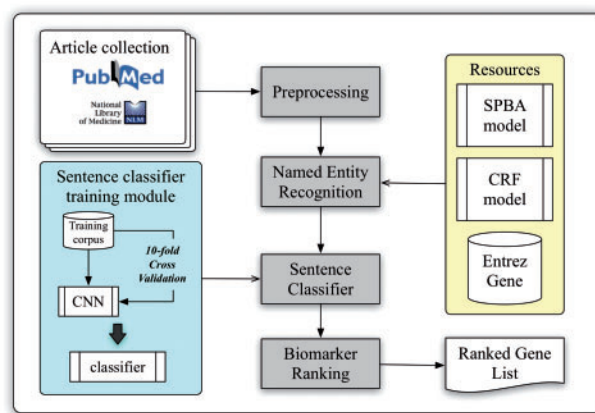 Article collection
PubMed
National
Library
of Medicine
NLM
Preprocessing
Resources
SPBA
model
CRF
model
Entrez
Gene
Named Entity
Recognition
Sentence classifier
training module
Training
corpus
10-fold
Cross
Validation
CNN
classifier
Sentence
Classifier
Biomarker
Ranking
Ranked Gene
List